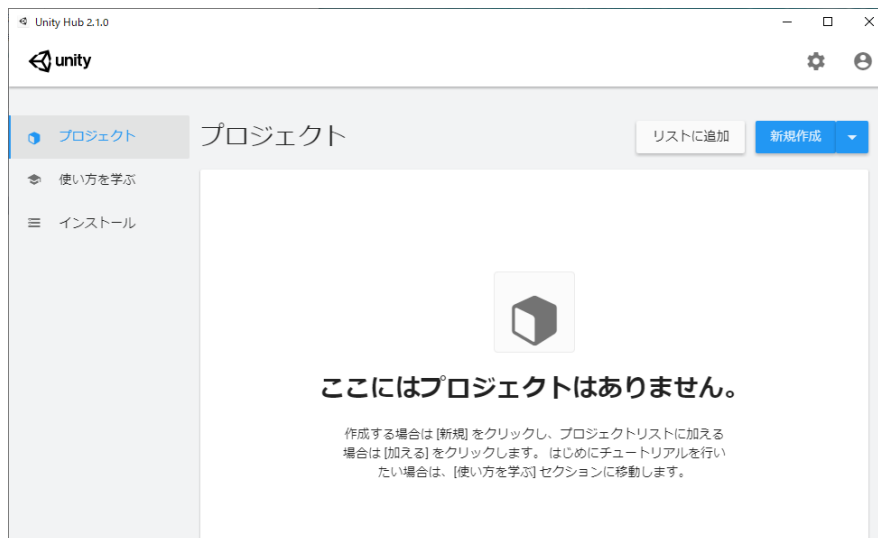 Unity Hub 2.1.0
unity
プロジェクト
使い方を学ぶ
インストール
プロジェクト
リストに追加
新規作成
ここにはプロジェクトはありません。
作成する場合は [新規] をクリックし、プロジェクトリストに加える
場合は [加える] をクリックします。 はじめにチュートリアルを行い
たい場合は、[使い方を学ぶ] セクションに移動します。